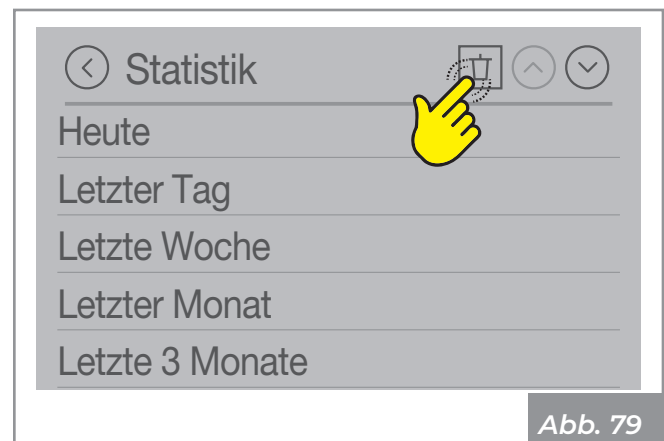 Statistik
Heute
Letzter Tag
Letzte Woche
Letzter Monat
Letzte 3 Monate
Abb. 79